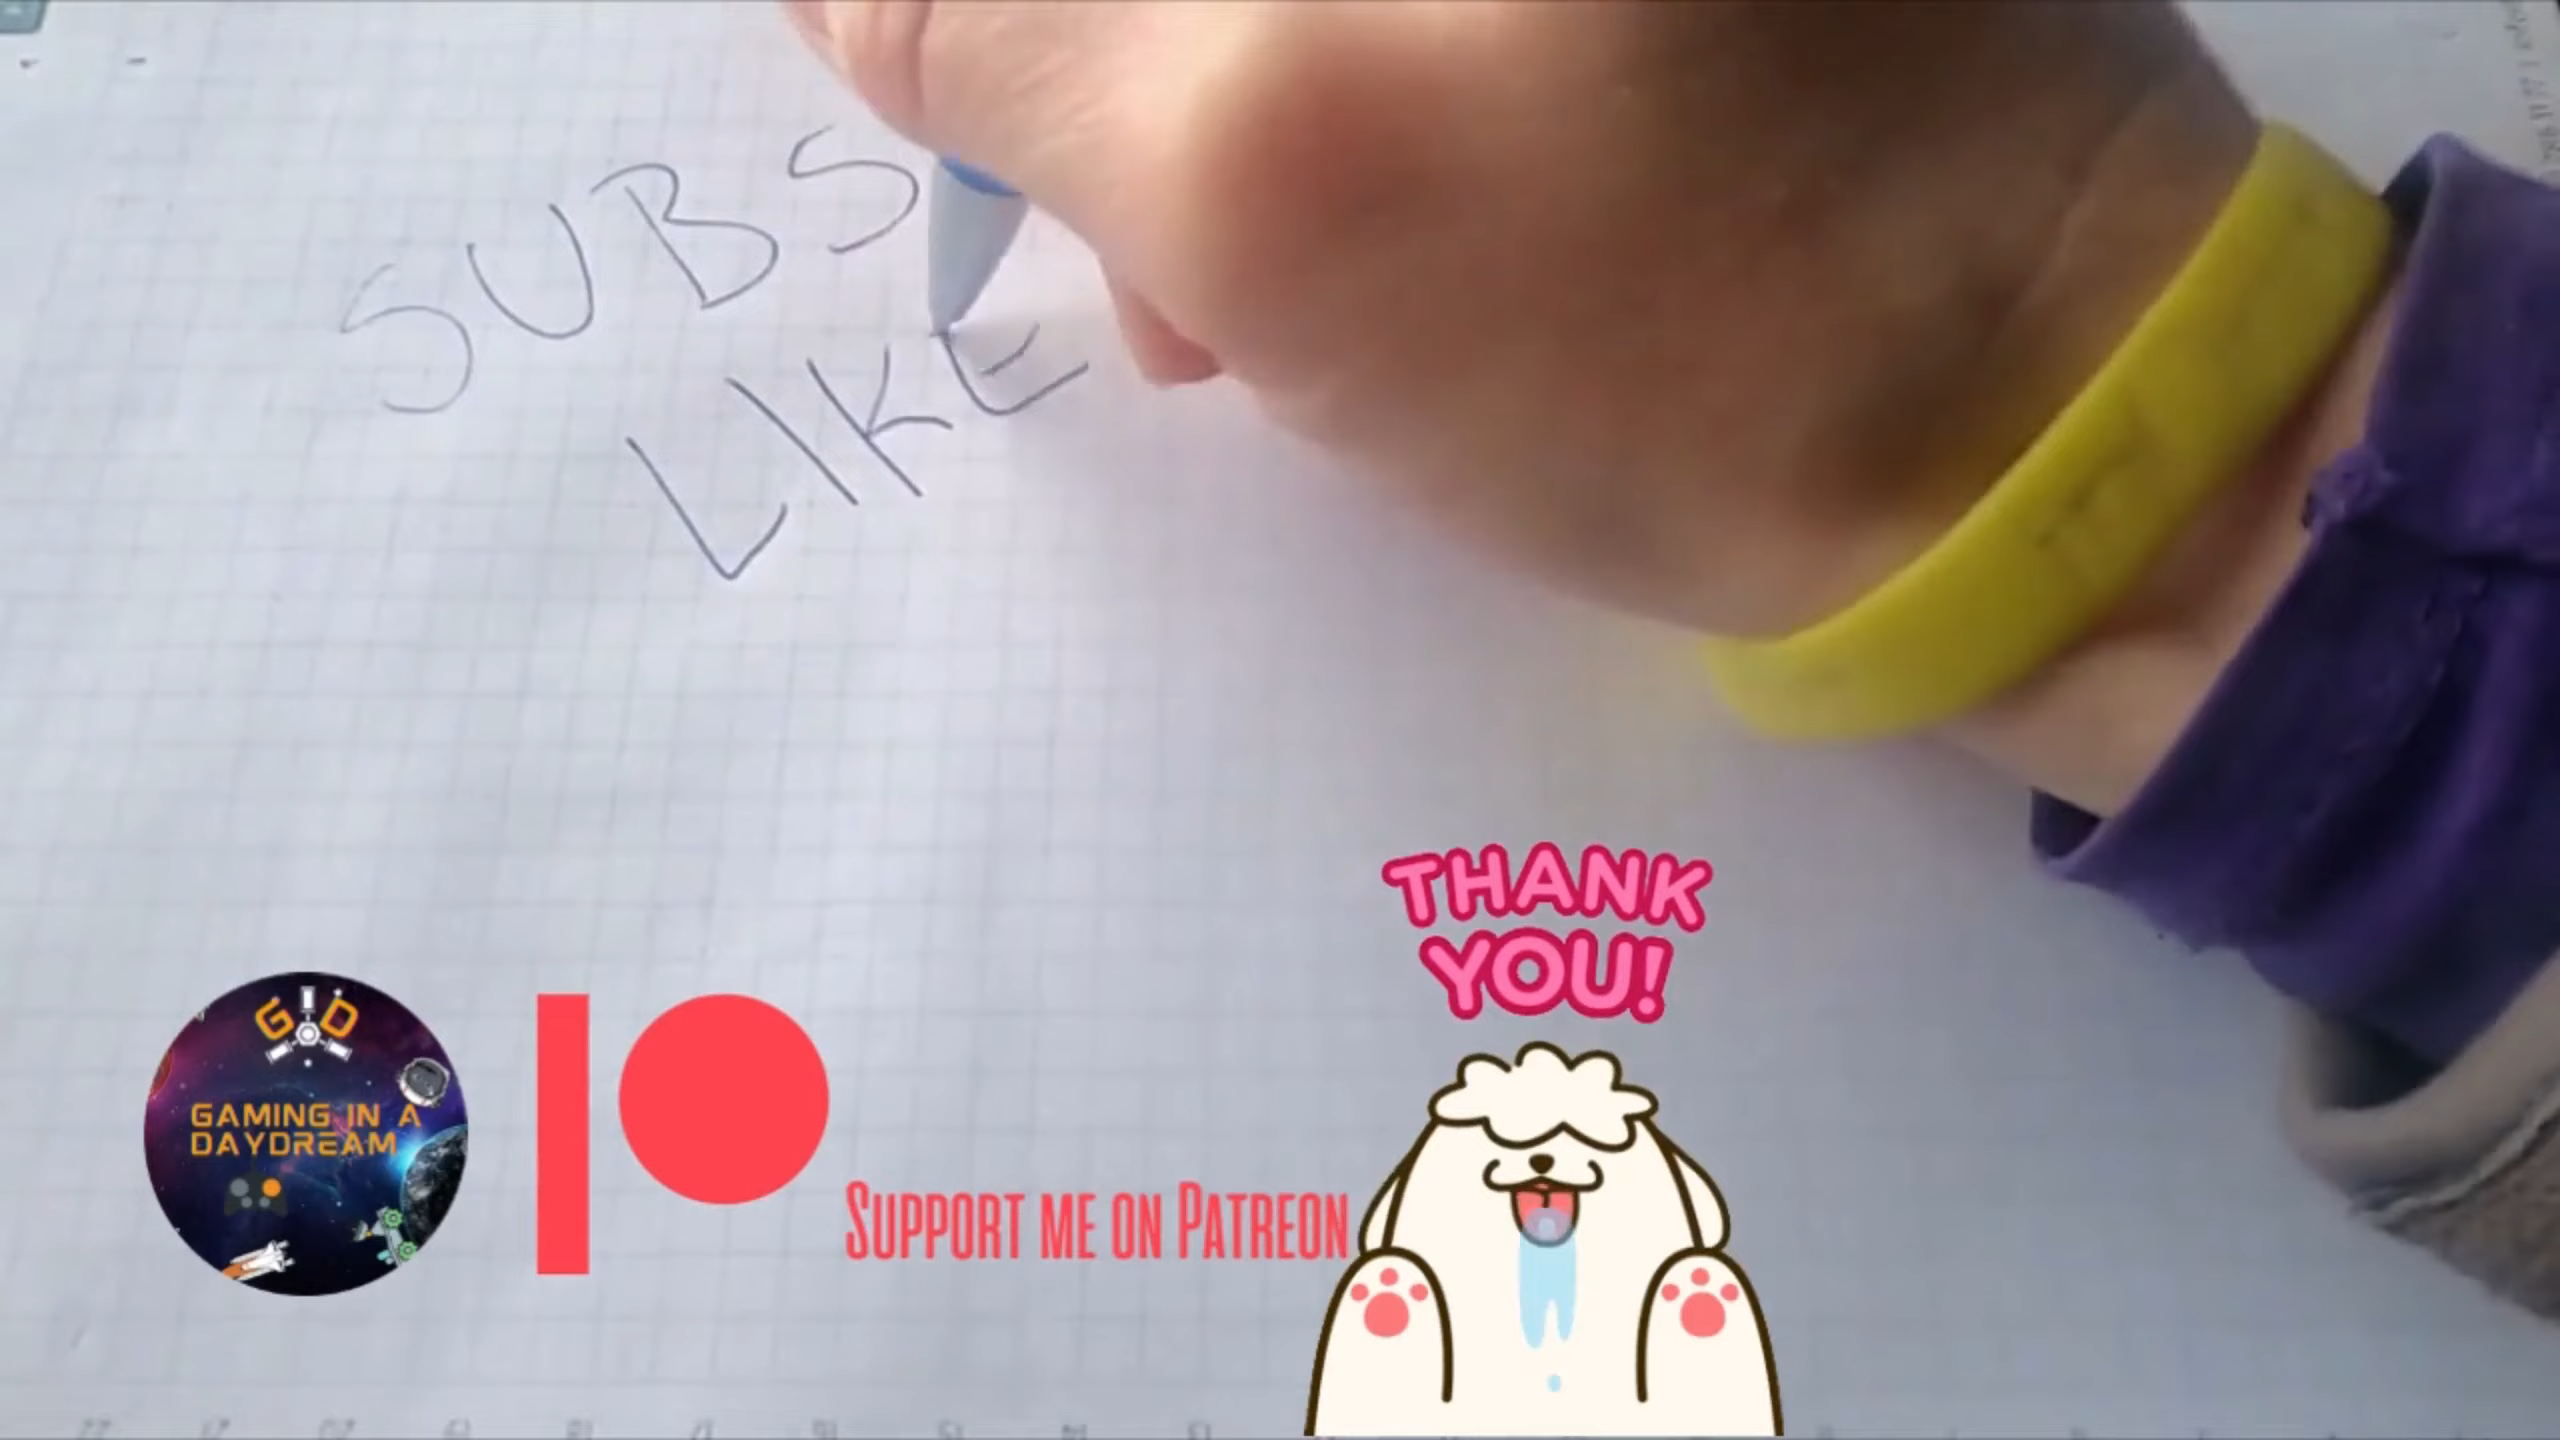 SUBS
LIKE
THANK
YOU!
G D
GAMING IN A
DAYDREAM
SUPPORT ME ON PATREON